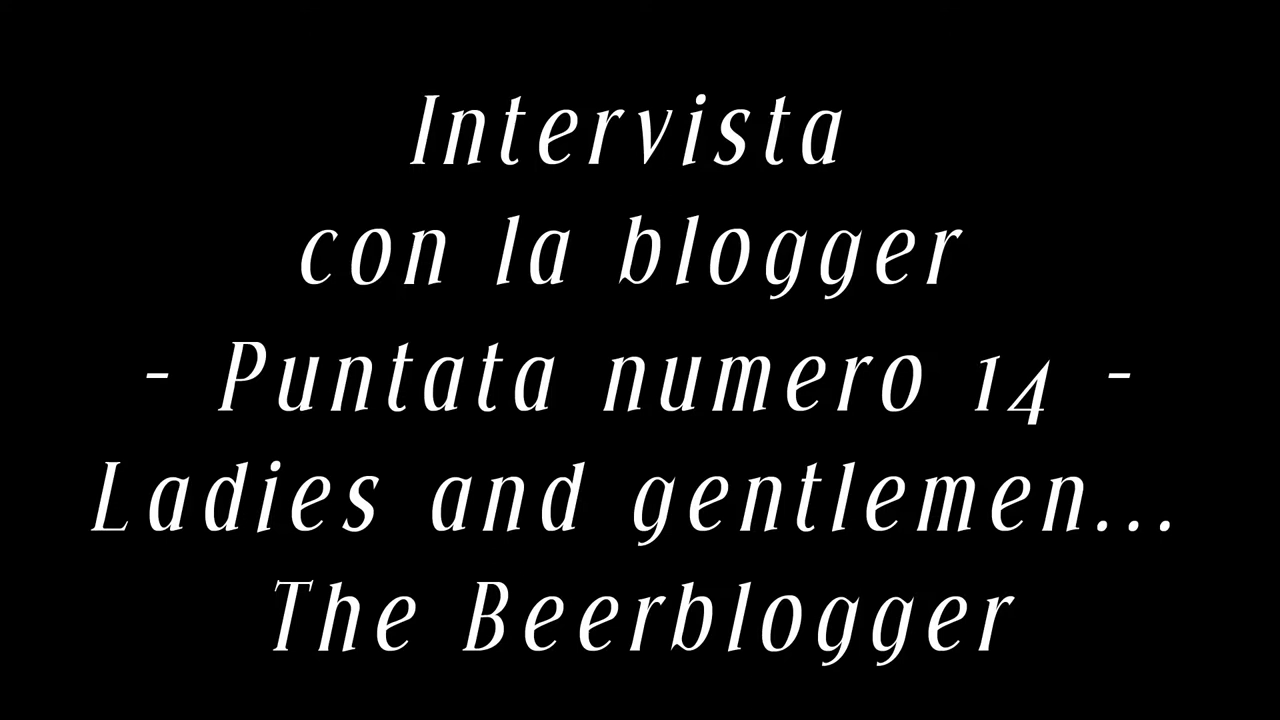 Intervista
con la blogger
- Puntata numero 14 -
Ladies and gentlemen...
The Beerblogger